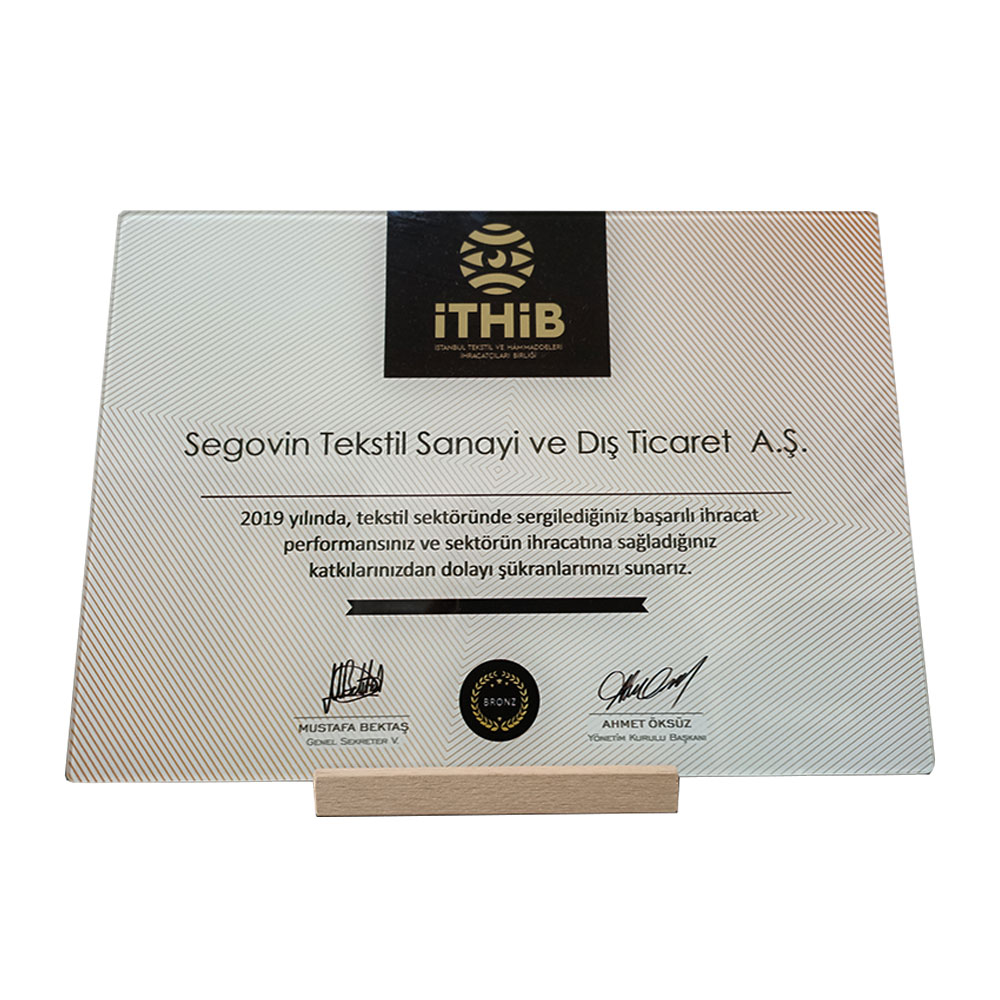 iTHiB
İSTANBUL TEKSTİL VE HAMMADDELERİ
İHRACATÇILARI BİRLİĞİ
Segovin Tekstil Sanayi ve Dış Ticaret A.Ş.
2019 yılında, tekstil sektöründe sergilediğiniz başarılı ihracat
performansınız ve sektörün ihracatına sağladığınız
katkılarınızdan dolayı şükranlarımızı sunarız.
MUSTAFA BEKTAŞ
GENEL SEKRETER V.
BRONZ
AHMET ÖKSÜZ
YÖNETİM KURULU BAŞKANI